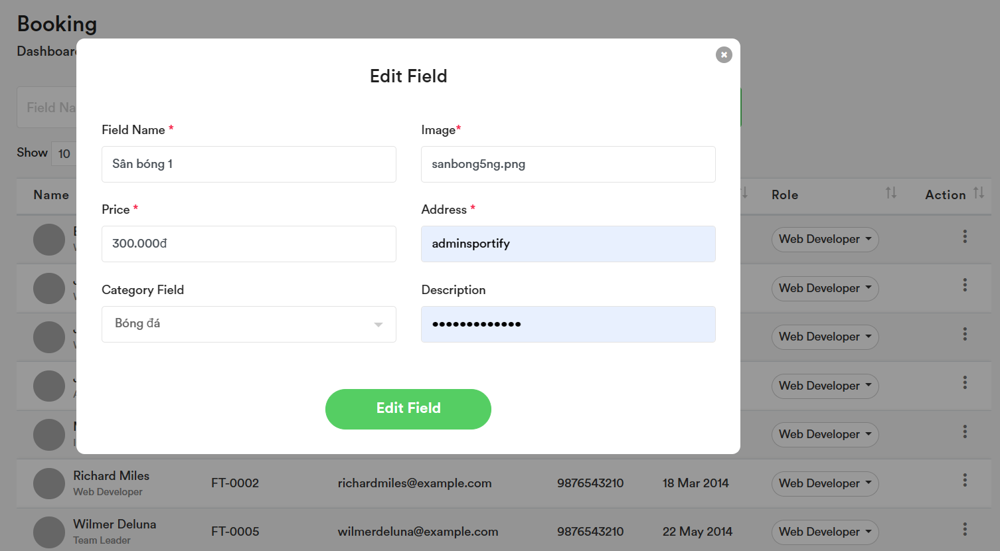 Booking
Dashboar
Edit Field
Field Na
Field Name *
Image*
Sân bóng 1
sanbong5ng.png
Show 10
Name
Role
Action
Price *
Address *
300.000đ
adminsportify
Web Developer
Category Field
Description
Web Developer
Bóng đá
•••••••••••••
Web Developer
Web Developer
Edit Field
Web Developer
Richard Miles
Web Developer
FT-0002
richardmiles@example.com
9876543210
18 Mar 2014
Web Developer
Wilmer Deluna
Team Leader
FT-0005
wilmerdeluna@example.com
9876543210
22 May 2014
Web Developer